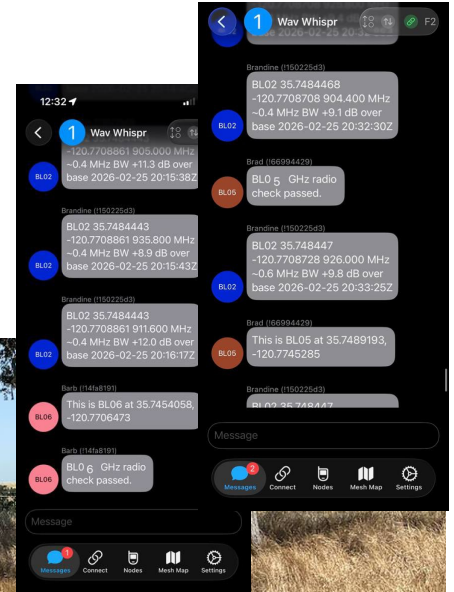 12:32
1 Wav Whispr
-120.7708861 905.000 MHz
~0.4 MHz BW +11.3 dB over
base 2026-02-25 20:15:38Z
BL02
Brandine (!150225d3)
BL02 35.7484443
-120.7708861 935.800 MHz
~0.4 MHz BW +8.9 dB over
base 2026-02-25 20:15:43Z
BL02
Brandine (!150225d3)
BL02 35.7484443
-120.7708861 911.600 MHz
~0.4 MHz BW +12.0 dB over
base 2026-02-25 20:16:17Z
BL02
Barb (!14fa8191)
This is BL06 at 35.7454058,
-120.7706473
BL06
Barb (!14fa8191)
BL0 6 GHz radio
check passed.
BL06
Message
1
Messages Connect Nodes Mesh Map Settings
1 Wav Whispr F2
BL02
Brandine (!150225d3)
BL02 35.7484468
-120.7708708 904.400 MHz
~0.4 MHz BW +9.1 dB over
base 2026-02-25 20:32:30Z
BL02
Brad (!66994429)
BL0 5 GHz radio
check passed.
BL05
Brandine (!150225d3)
BL02 35.748447
-120.7708728 926.000 MHz
~0.6 MHz BW +9.8 dB over
base 2026-02-25 20:33:25Z
BL02
Brad (!66994429)
This is BL05 at 35.7489193,
-120.7745285
BL05
Brandine (!150225d3)
BL02 35.748447
Message
2
Messages Connect Nodes Mesh Map Settings